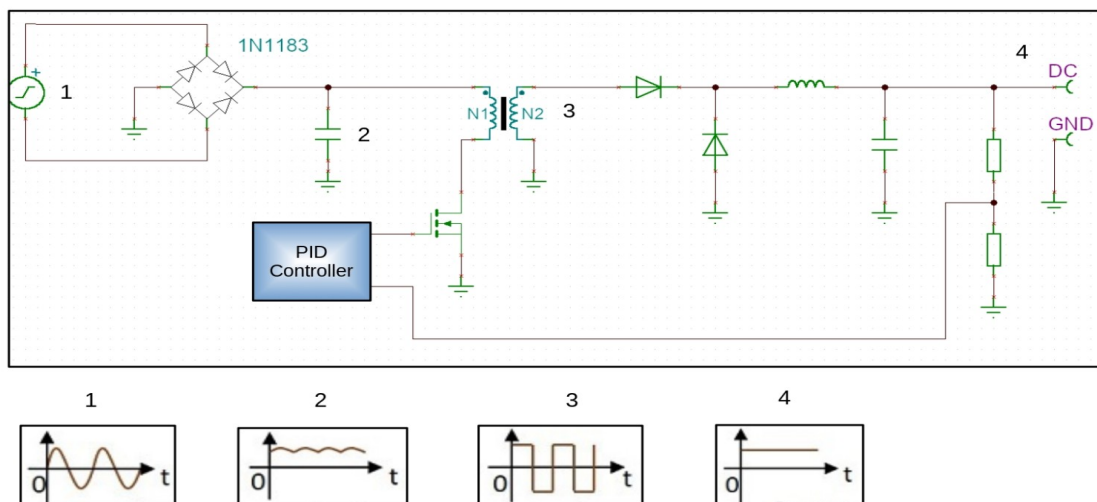 1N1183
1
+
2
N1 N2
3
4
DC
GND
PID
Controller
1 2 3 4
0 t
0 t
0 t
0 t